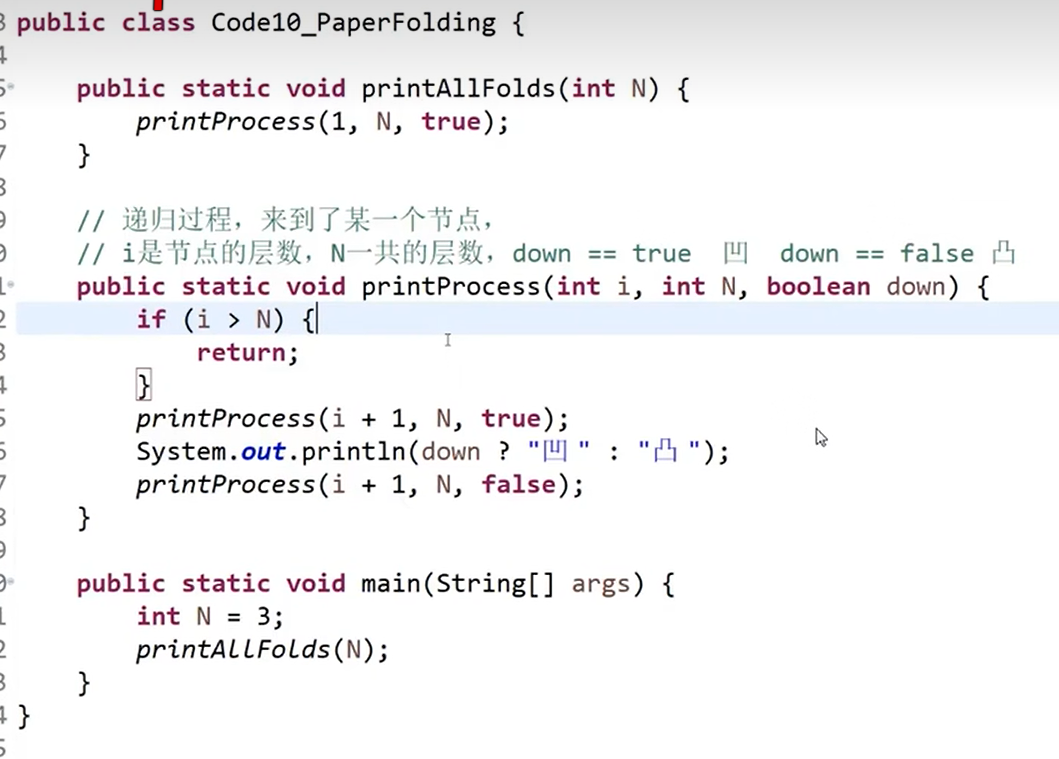 3 public class Code10_PaperFolding {
4
5 public static void printAllFolds(int N) {
6 printProcess(1, N, true);
7 }
8
9 // 递归过程，来到了某一个节点，
0 // i是节点的层数，N一共的层数，down == true 凹 down == false 凸
1 public static void printProcess(int i, int N, boolean down) {
2 if (i > N) {
3 return;
4 }
5 printProcess(i + 1, N, true);
6 System.out.println(down ? "凹 " : "凸 ");
7 printProcess(i + 1, N, false);
8 }
9
0 public static void main(String[] args) {
1 int N = 3;
2 printAllFolds(N);
3 }
4 }
5